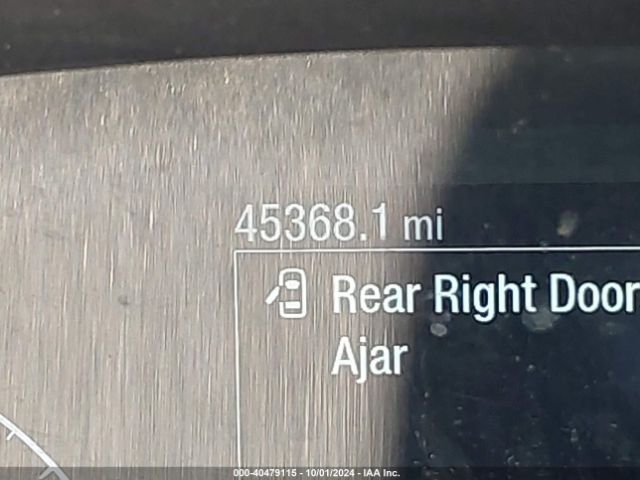 45368.1 mi
Rear Right Door
Ajar
000-40479115 - 10/01/2024 - IAA Inc.